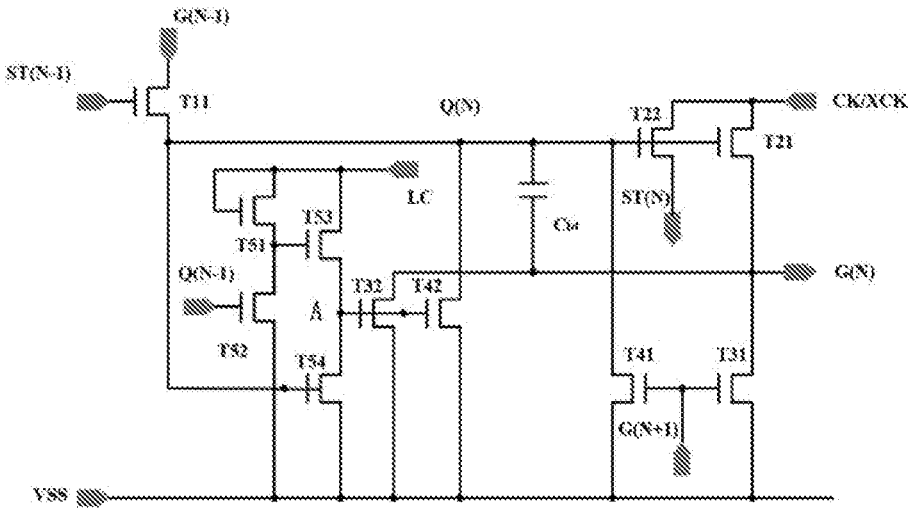 G(N-1)
ST(N-1)
T11
Q(N)
T22
CK/XCK
T21
LC
ST(N)
T53
T51
Q(N-1)
T32
T42
G(N)
A
T52
T54
T41
T31
G(N+1)
VSS